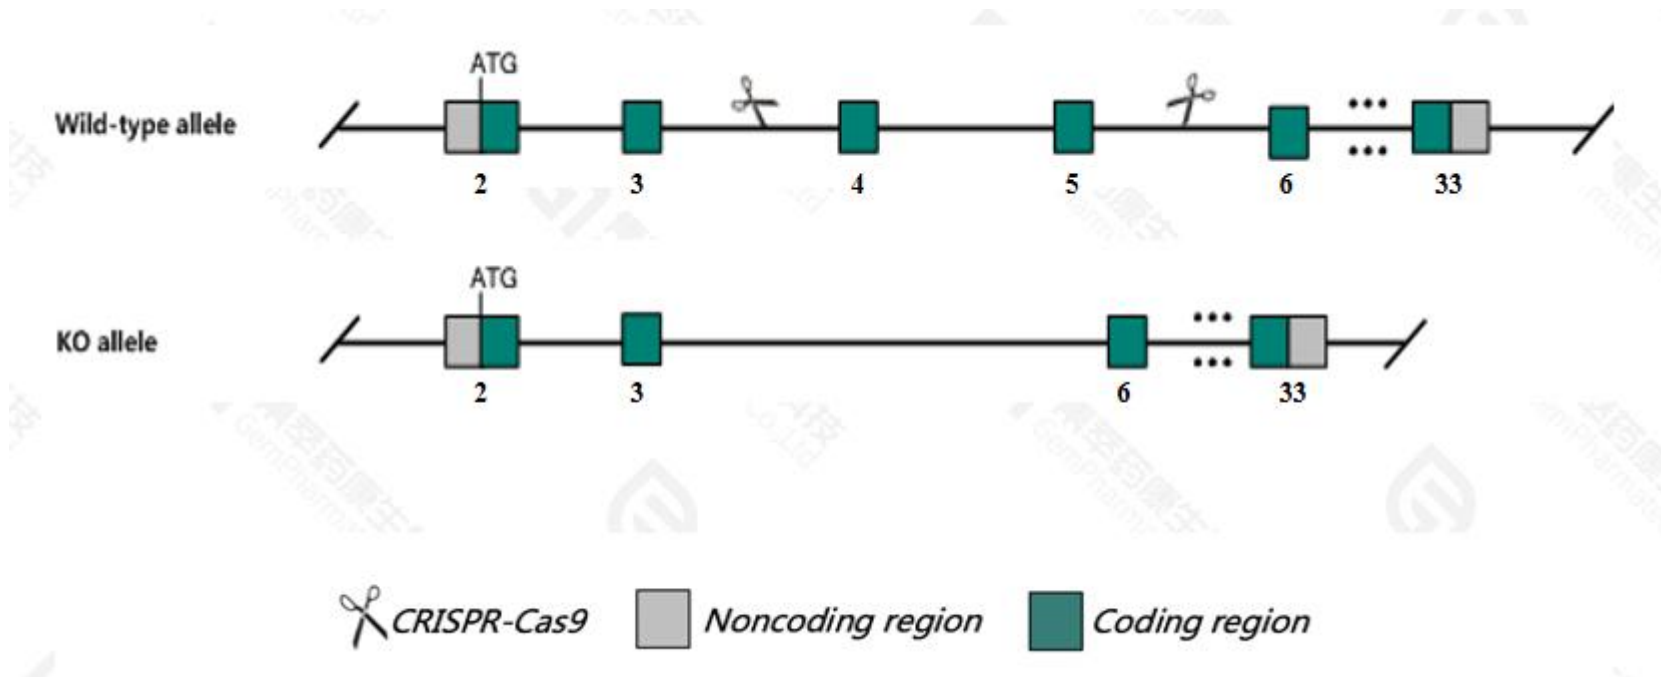 ATG
Wild-type allele
••• 
•••
2 3 4 5 6 33
ATG
KO allele
•••
•••
2 3 6 33
CRISPR-Cas9 Noncoding region Coding region